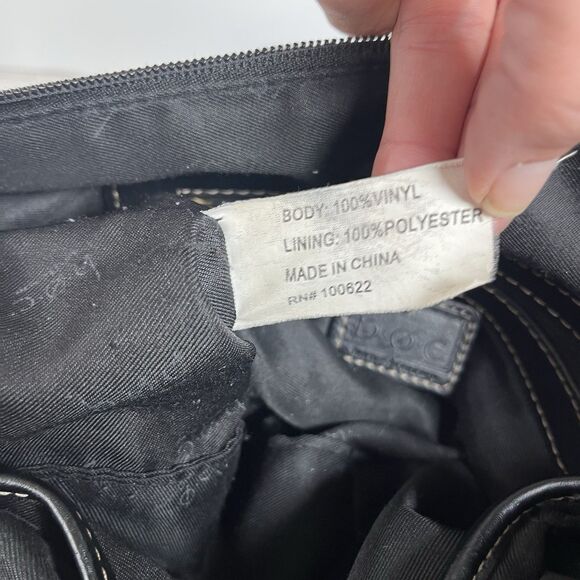 BODY: 100%VINYL
LINING: 100%POLYESTER
MADE IN CHINA
RN# 100622
b.o.c